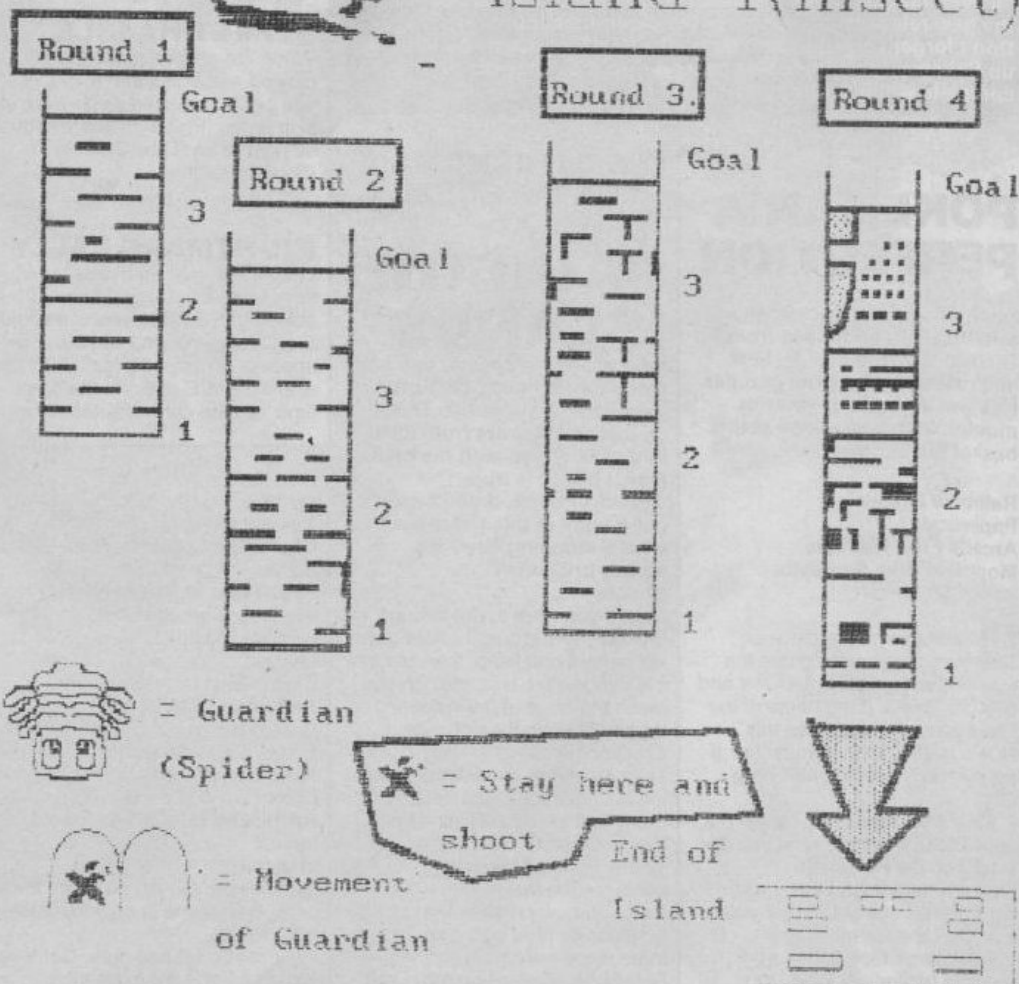 Island 1(Insect)
Round 1
Goal
3
2
1
Round 2
Goal
3
2
1
Round 3.
Goal
3
2
1
Round 4
Goal
3
2
1
= Guardian
(Spider)
= Movement
of Guardian
= Stay here and
shoot
End of
Island